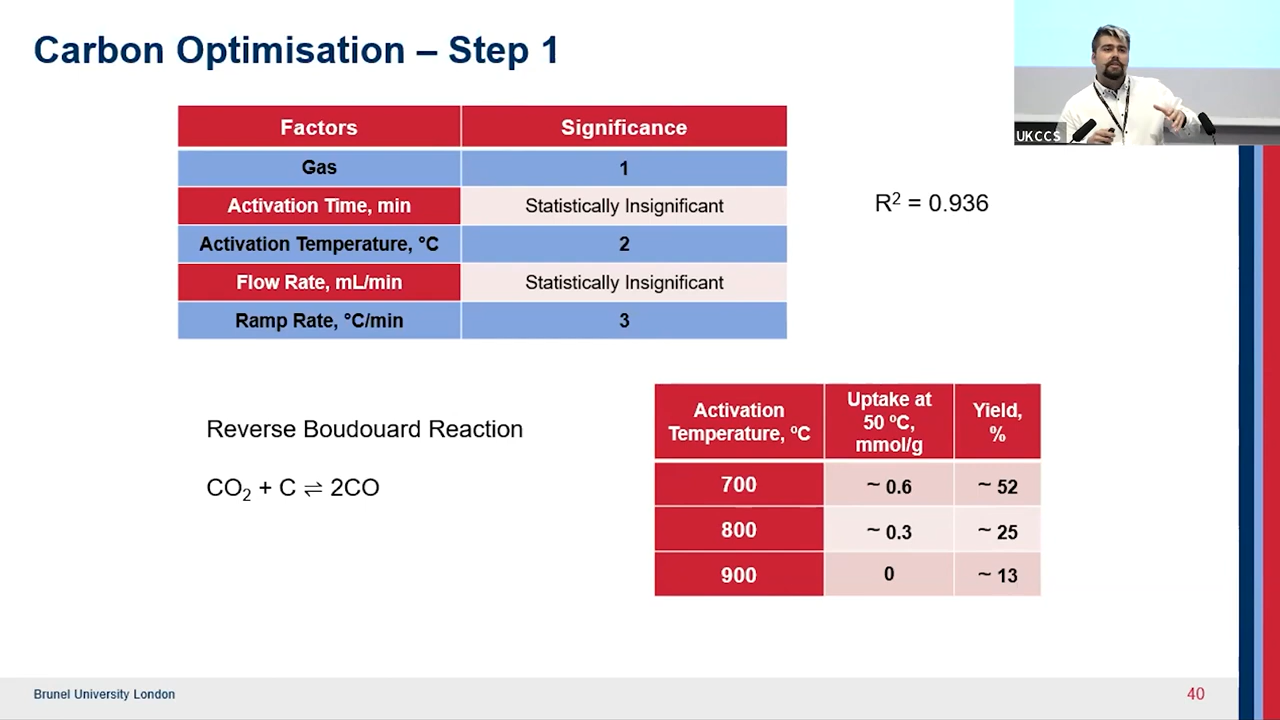 Carbon Optimisation – Step 1
UKCCS
Factors Significance
Gas 1
Activation Time, min Statistically Insignificant
Activation Temperature, °C 2
Flow Rate, mL/min Statistically Insignificant
Ramp Rate, °C/min 3
R² = 0.936
Reverse Boudouard Reaction
CO₂ + C ⇌ 2CO
Activation
Temperature, ºC
Uptake at
50 ºC,
mmol/g
Yield,
%
700 ~ 0.6 ~ 52
800 ~ 0.3 ~ 25
900 0 ~ 13
Brunel University London
40